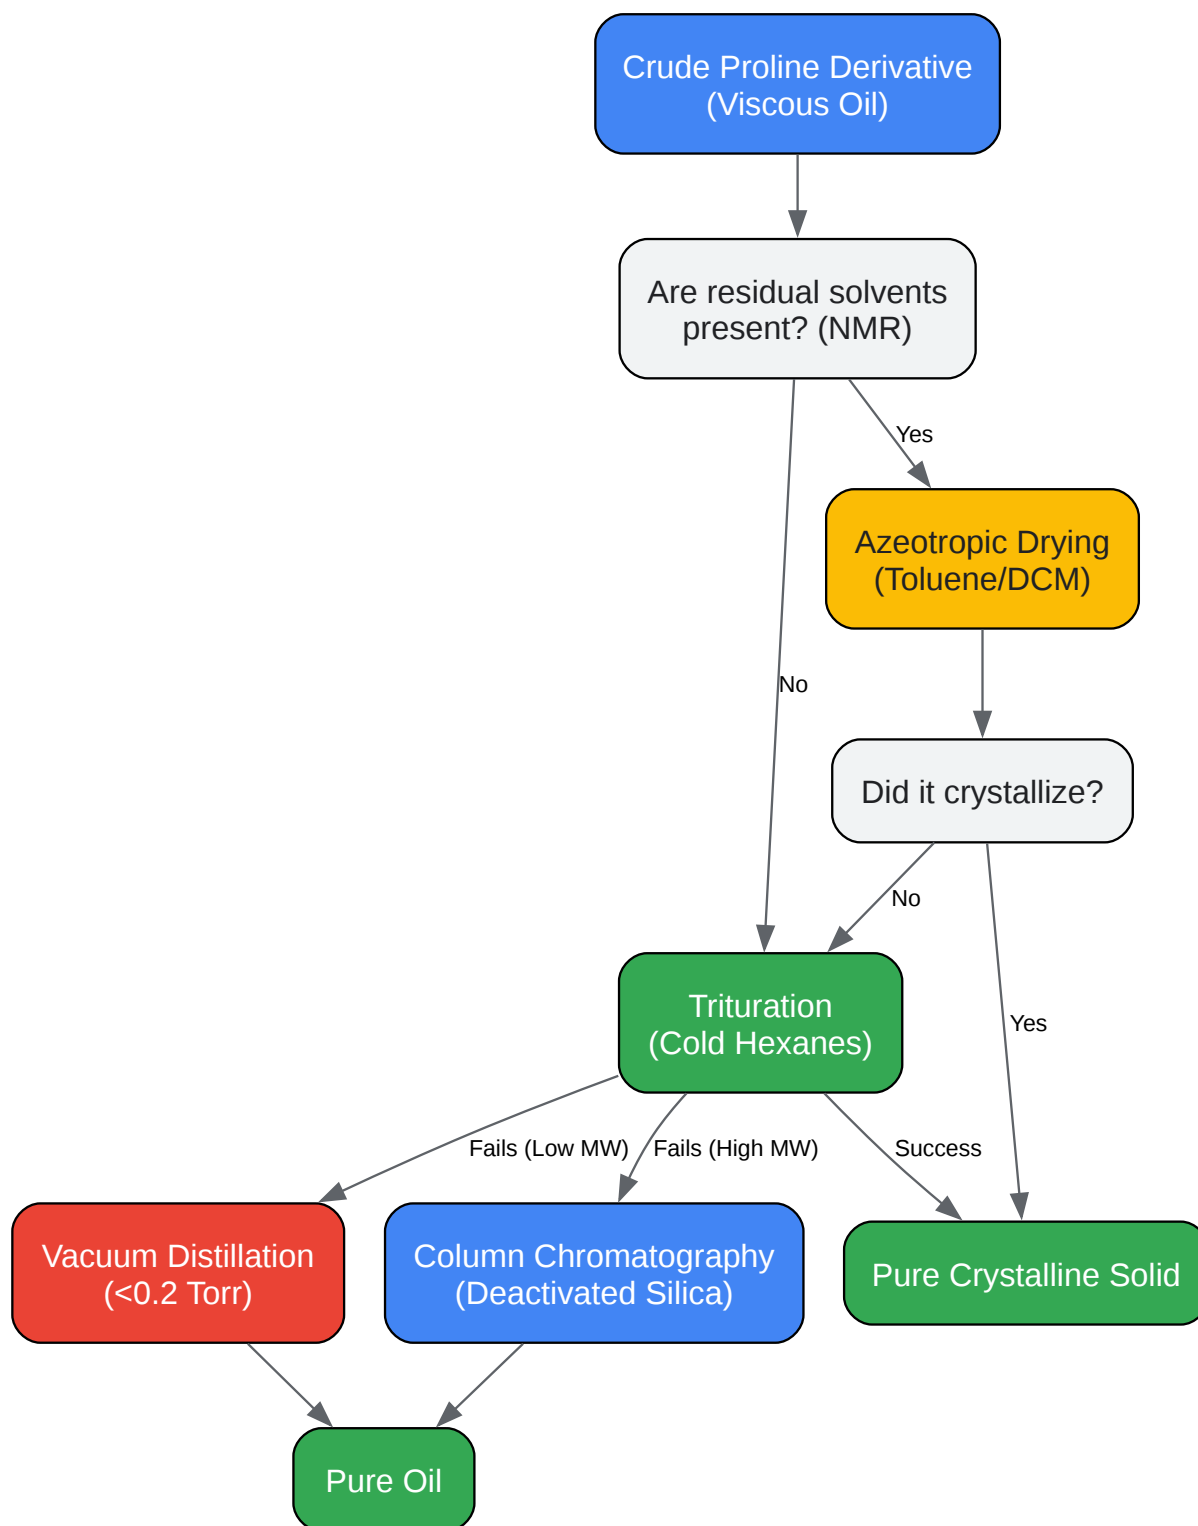 Crude Proline Derivative
(Viscous Oil)
Are residual solvents
present? (NMR)
Yes
Azeotropic Drying
(Toluene/DCM)
No
Did it crystallize?
No
Trituration
(Cold Hexanes)
Yes
Fails (Low MW)
Fails (High MW)
Success
Vacuum Distillation
(<0.2 Torr)
Column Chromatography
(Deactivated Silica)
Pure Crystalline Solid
Pure Oil